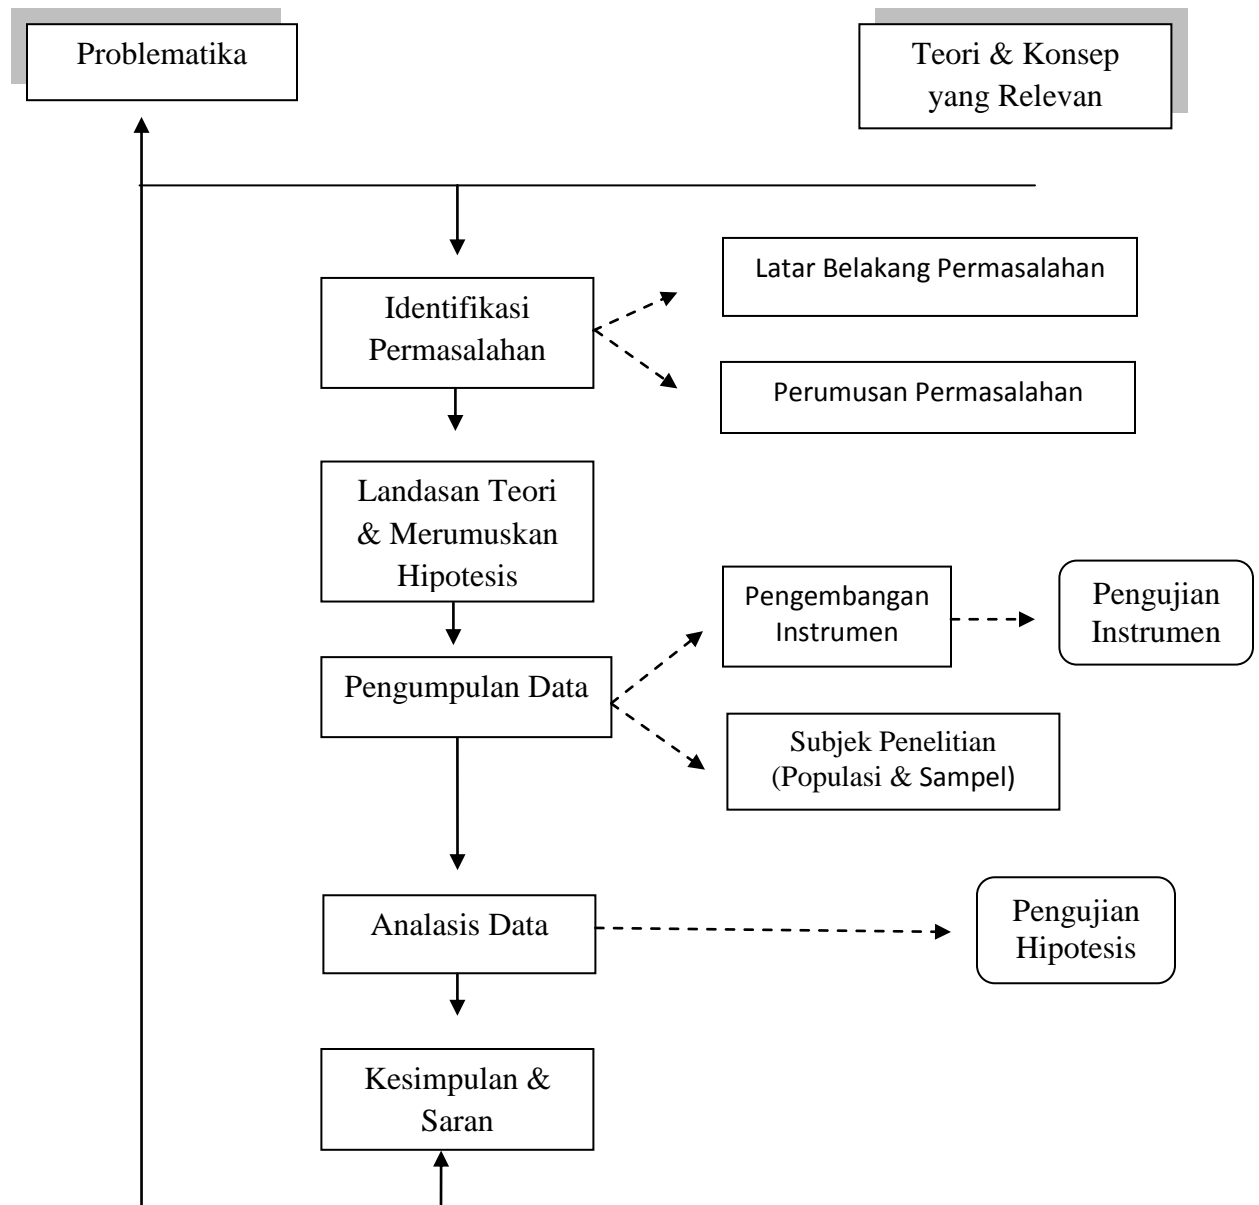 Problematika
Teori & Konsep
yang Relevan
Latar Belakang Permasalahan
Identifikasi
Permasalahan
Perumusan Permasalahan
Landasan Teori
& Merumuskan
Hipotesis
Pengembangan
Instrumen
Pengujian
Instrumen
Pengumpulan Data
Subjek Penelitian
(Populasi & Sampel)
Analasis Data
Pengujian
Hipotesis
Kesimpulan &
Saran